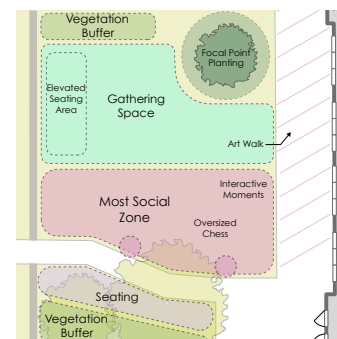 Vegetation
Buffer
Focal Point
Planting
Elevated
Seating
Area
Gathering
Space
Art Walk
Interactive
Moments
Most Social
Zone
Oversized
Chess
Seating
Vegetation
Buffer